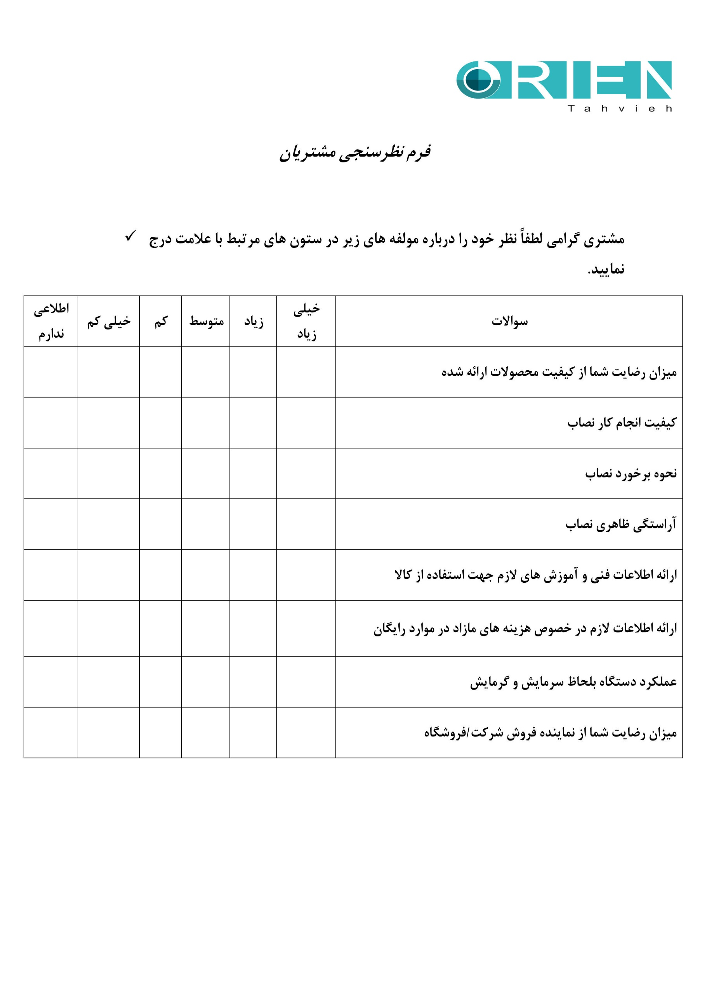 ORIEN
Tahvieh
فرم نظرسنجی مشتریان
مشتری گرامی لطفاً نظر خود را درباره مولفه های زیر در ستون های مرتبط با علامت درج ✓
نمایید.
سوالات
خیلی
زیاد
زیاد
متوسط
کم
خیلی کم
اطلاعی
ندارم
میزان رضایت شما از کیفیت محصولات ارائه شده
کیفیت انجام کار نصاب
نحوه برخورد نصاب
آراستگی ظاهری نصاب
ارائه اطلاعات فنی و آموزش های لازم جهت استفاده از کالا
ارائه اطلاعات لازم در خصوص هزینه های مازاد در موارد رایگان
عملکرد دستگاه بلحاظ سرمایش و گرمایش
میزان رضایت شما از نماینده فروش شرکت/فروشگاه